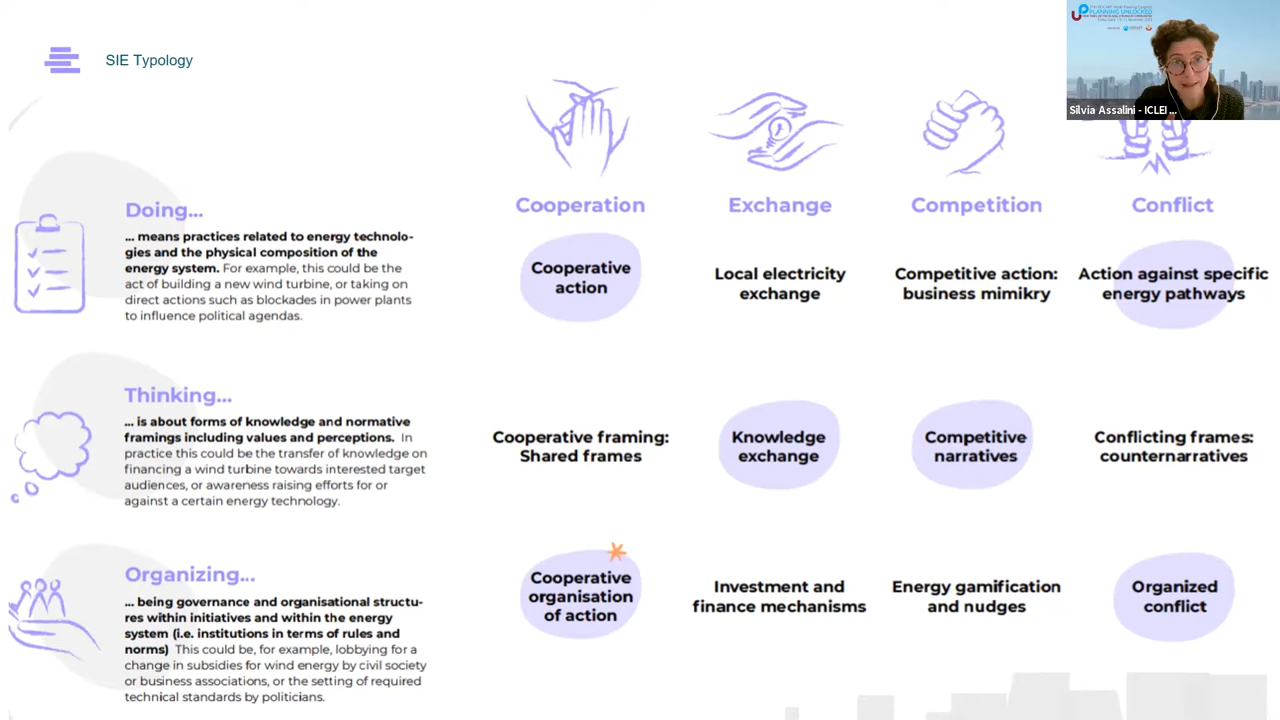 SIE Typology
PLANNING UNLOCKED
Silvia Assalini - ICLEI ...
Cooperation
Exchange
Competition
Conflict
Doing...
... means practices related to energy technolo-
gies and the physical composition of the
energy system. For example, this could be the
act of building a new wind turbine, or taking on
direct actions such as blockades in power plants
to influence political agendas.
Cooperative
action
Local electricity
exchange
Competitive action:
business mimikry
Action against specific
energy pathways
Thinking...
... is about forms of knowledge and normative
framings including values and perceptions. In
practice this could be the transfer of knowledge on
financing a wind turbine towards interested target
audiences, or awareness raising efforts for or
against a certain energy technology.
Cooperative framing:
Shared frames
Knowledge
exchange
Competitive
narratives
Conflicting frames:
counternarratives
Organizing...
... being governance and organisational structu-
res within initiatives and within the energy
system (i.e. institutions in terms of rules and
norms) This could be, for example, lobbying for a
change in subsidies for wind energy by civil society
or business associations, or the setting of required
technical standards by politicians.
Cooperative
organisation
of action
Investment and
finance mechanisms
Energy gamification
and nudges
Organized
conflict